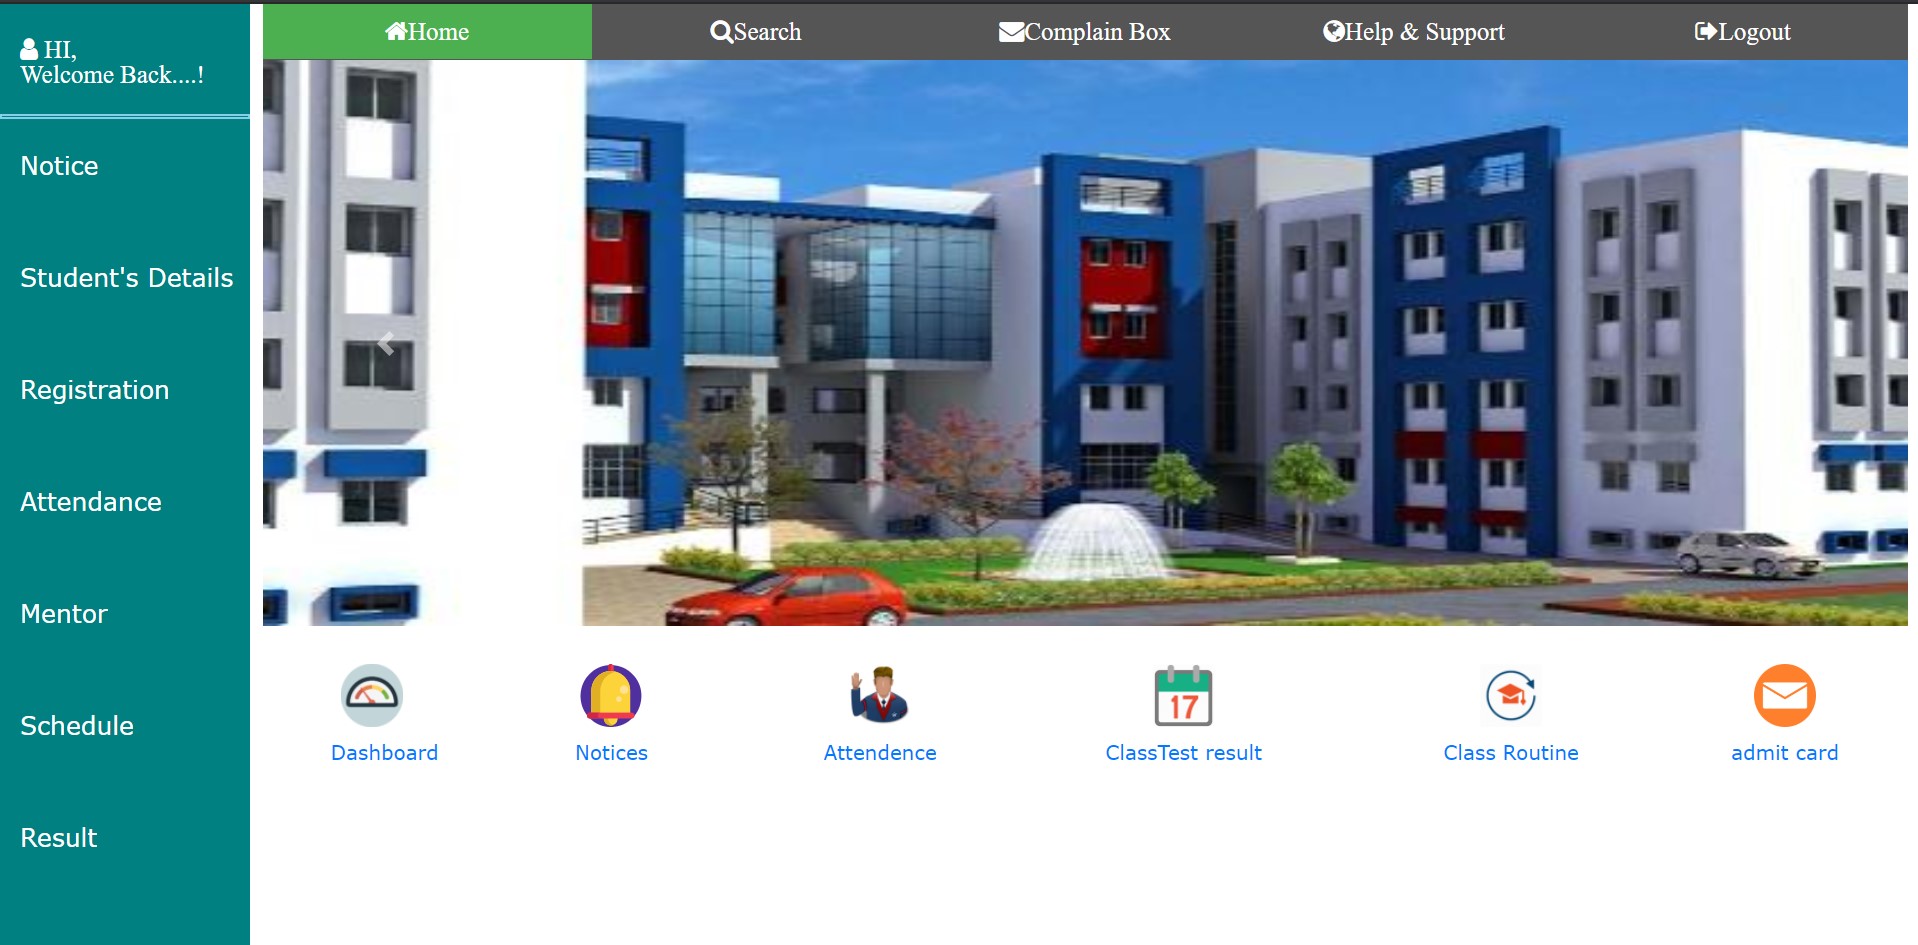 HI,
Welcome Back....!
Notice
Student's Details
Registration
Attendance
Mentor
Schedule
Result
Home
Search
Complain Box
Help & Support
Logout
17
Dashboard
Notices
Attendence
ClassTest result
Class Routine
admit card